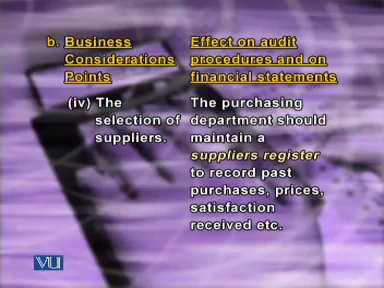 b. Business Considerations Points
Effect on audit procedures and on financial statements
(iv) The selection of suppliers.
The purchasing department should maintain a suppliers register to record past purchases, prices, satisfaction received etc.
VU